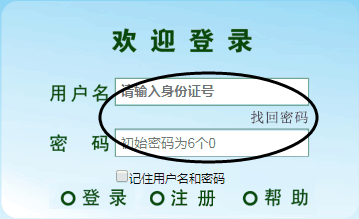 欢迎登录
用户名 请输入身份证号
找回密码
密 码 初始密码为6个0
记住用户名和密码
登录 注册 帮助